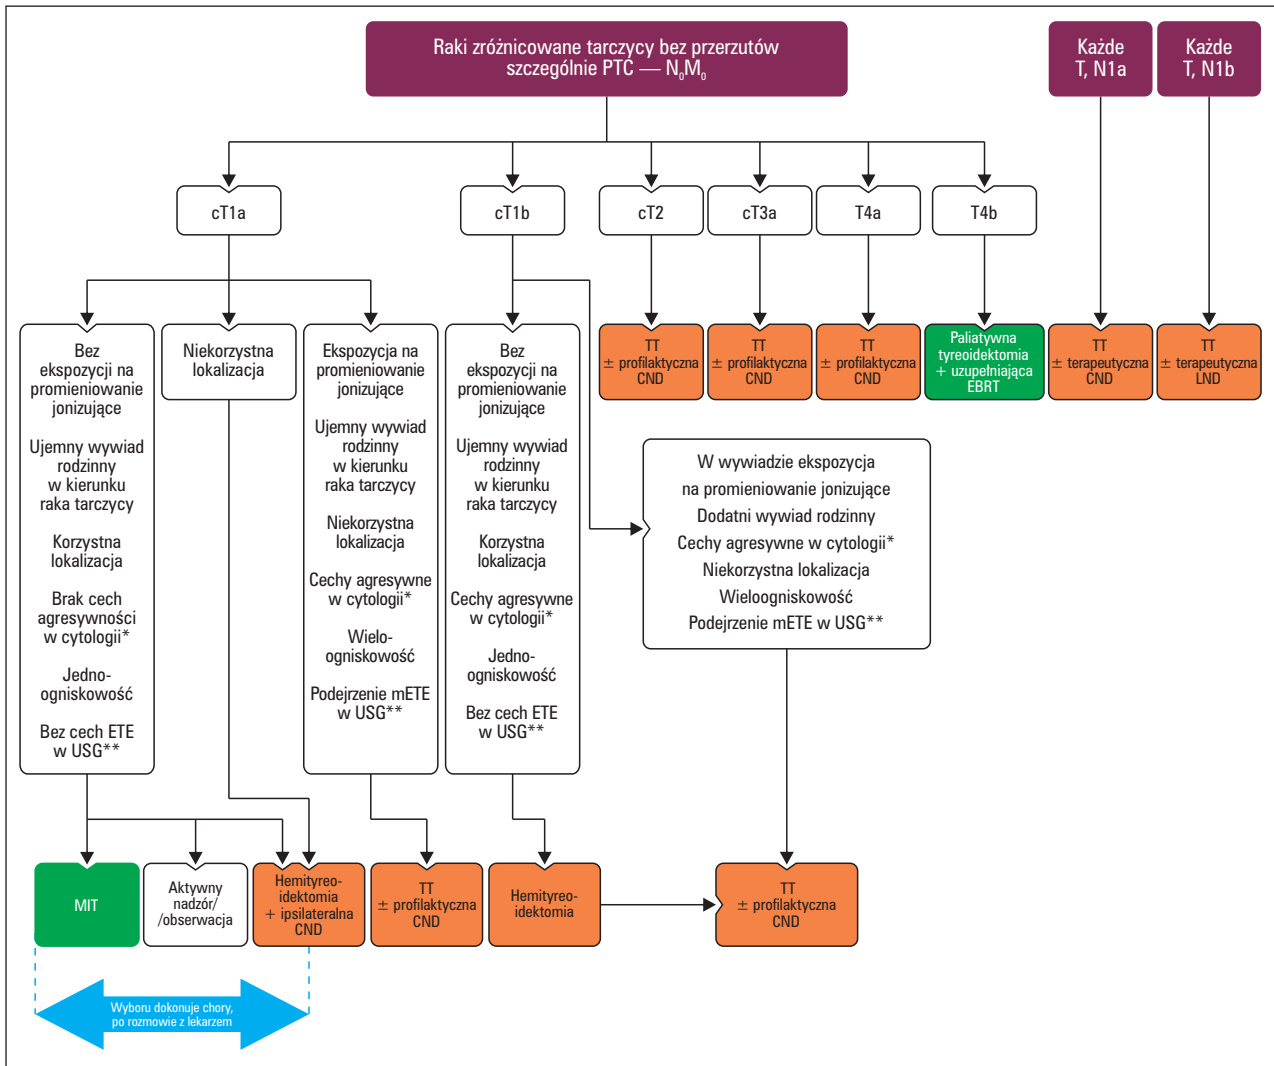 Raki zróżnicowane tarczycy bez przerzutów
szczególnie PTC — N₀M₀
Każde
T, N1a
Każde
T, N1b
cT1a
cT1b
cT2
cT3a
T4a
T4b
Bez
ekspozycji na
promieniowanie
jonizujące
Ujemny wywiad
rodzinny
w kierunku
raka tarczycy
Korzystna
lokalizacja
Brak cech
agresywności
w cytologii*
Jedno-
ogniskowość
Bez cech ETE
w USG**
Niekorzystna
lokalizacja
Ekspozycja na
promieniowanie
jonizujące
Ujemny wywiad
rodzinny
w kierunku
raka tarczycy
Niekorzystna
lokalizacja
Cechy agresywne
w cytologii*
Wielo-
ogniskowość
Podejrzenie mETE
w USG**
Bez
ekspozycji na
promieniowanie
jonizujące
Ujemny wywiad
rodzinny
w kierunku
raka tarczycy
Korzystna
lokalizacja
Cechy agresywne
w cytologii*
Jedno-
ogniskowość
Bez cech ETE
w USG**
TT
± profilaktyczna
CND
TT
± profilaktyczna
CND
TT
± profilaktyczna
CND
Paliatywna
tyreoidektomia
+ uzupełniająca
EBRT
TT
± terapeutyczna
CND
TT
± terapeutyczna
LND
W wywiadzie ekspozycja
na promieniowanie jonizujące
Dodatni wywiad rodzinny
Cechy agresywne w cytologii*
Niekorzystna lokalizacja
Wieloogniskowość
Podejrzenie mETE w USG**
MIT
Aktywny
nadzór/
/obserwacja
Hemityreo-
idektomia
+ ipsilateralna
CND
TT
± profilaktyczna
CND
Hemityreo-
idektomia
TT
± profilaktyczna
CND
Wyboru dokonuje chory,
po rozmowie z lekarzem